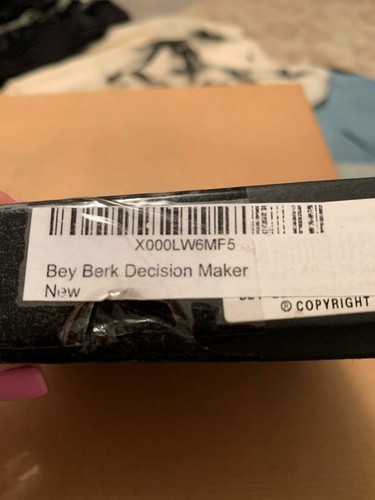 X000LW6MF5
Bey Berk Decision Maker
New
® COPYRIGHT